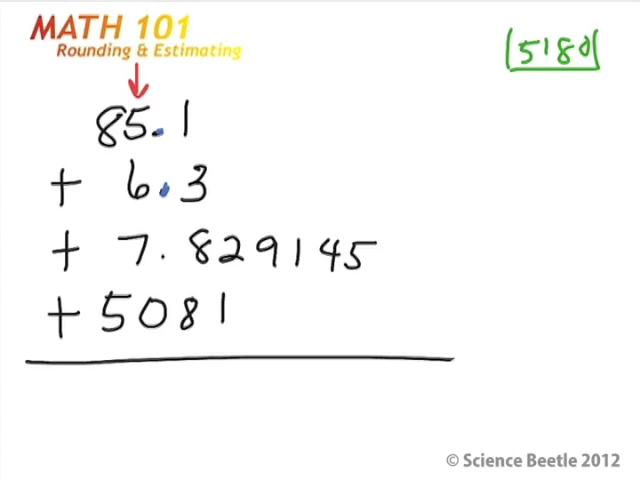 MATH 101
Rounding & Estimating
5180
85.1
+ 6.3
+ 7.829145
+ 5081
© Science Beetle 2012